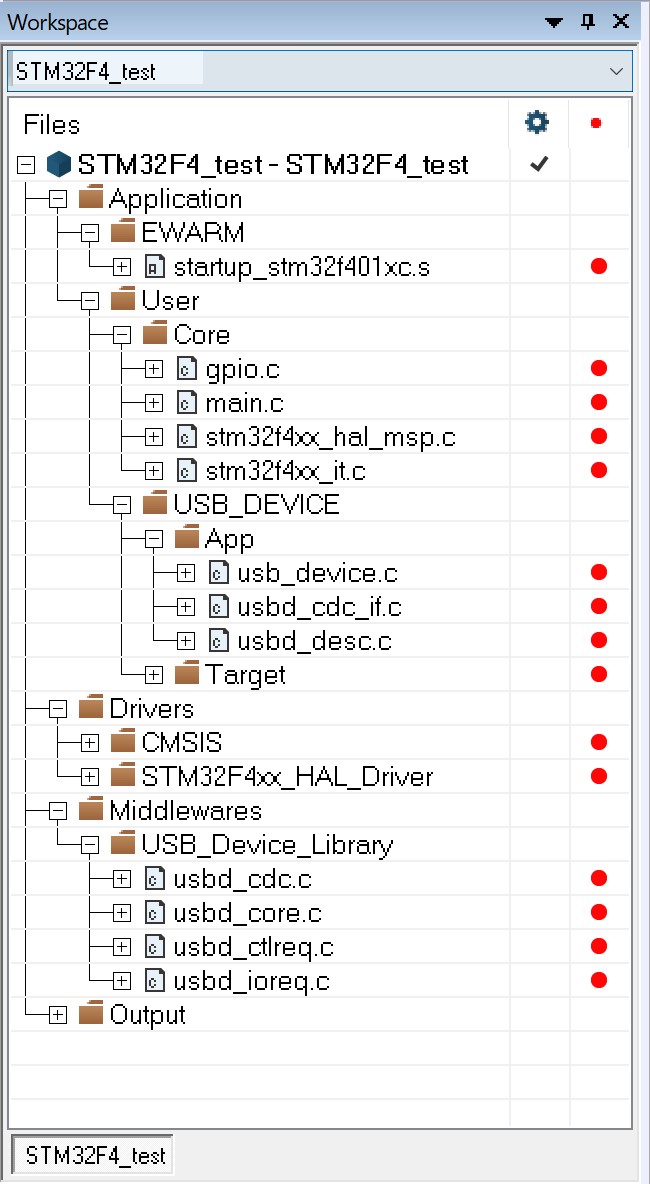 Workspace
STM32F4_test
Files
STM32F4_test - STM32F4_test
Application
EWARM
startup_stm32f401xc.s
User
Core
gpio.c
main.c
stm32f4xx_hal_msp.c
stm32f4xx_it.c
USB_DEVICE
App
usb_device.c
usbd_cdc_if.c
usbd_desc.c
Target
Drivers
CMSIS
STM32F4xx_HAL_Driver
Middlewares
USB_Device_Library
usbd_cdc.c
usbd_core.c
usbd_ctlreq.c
usbd_ioreq.c
Output
STM32F4_test